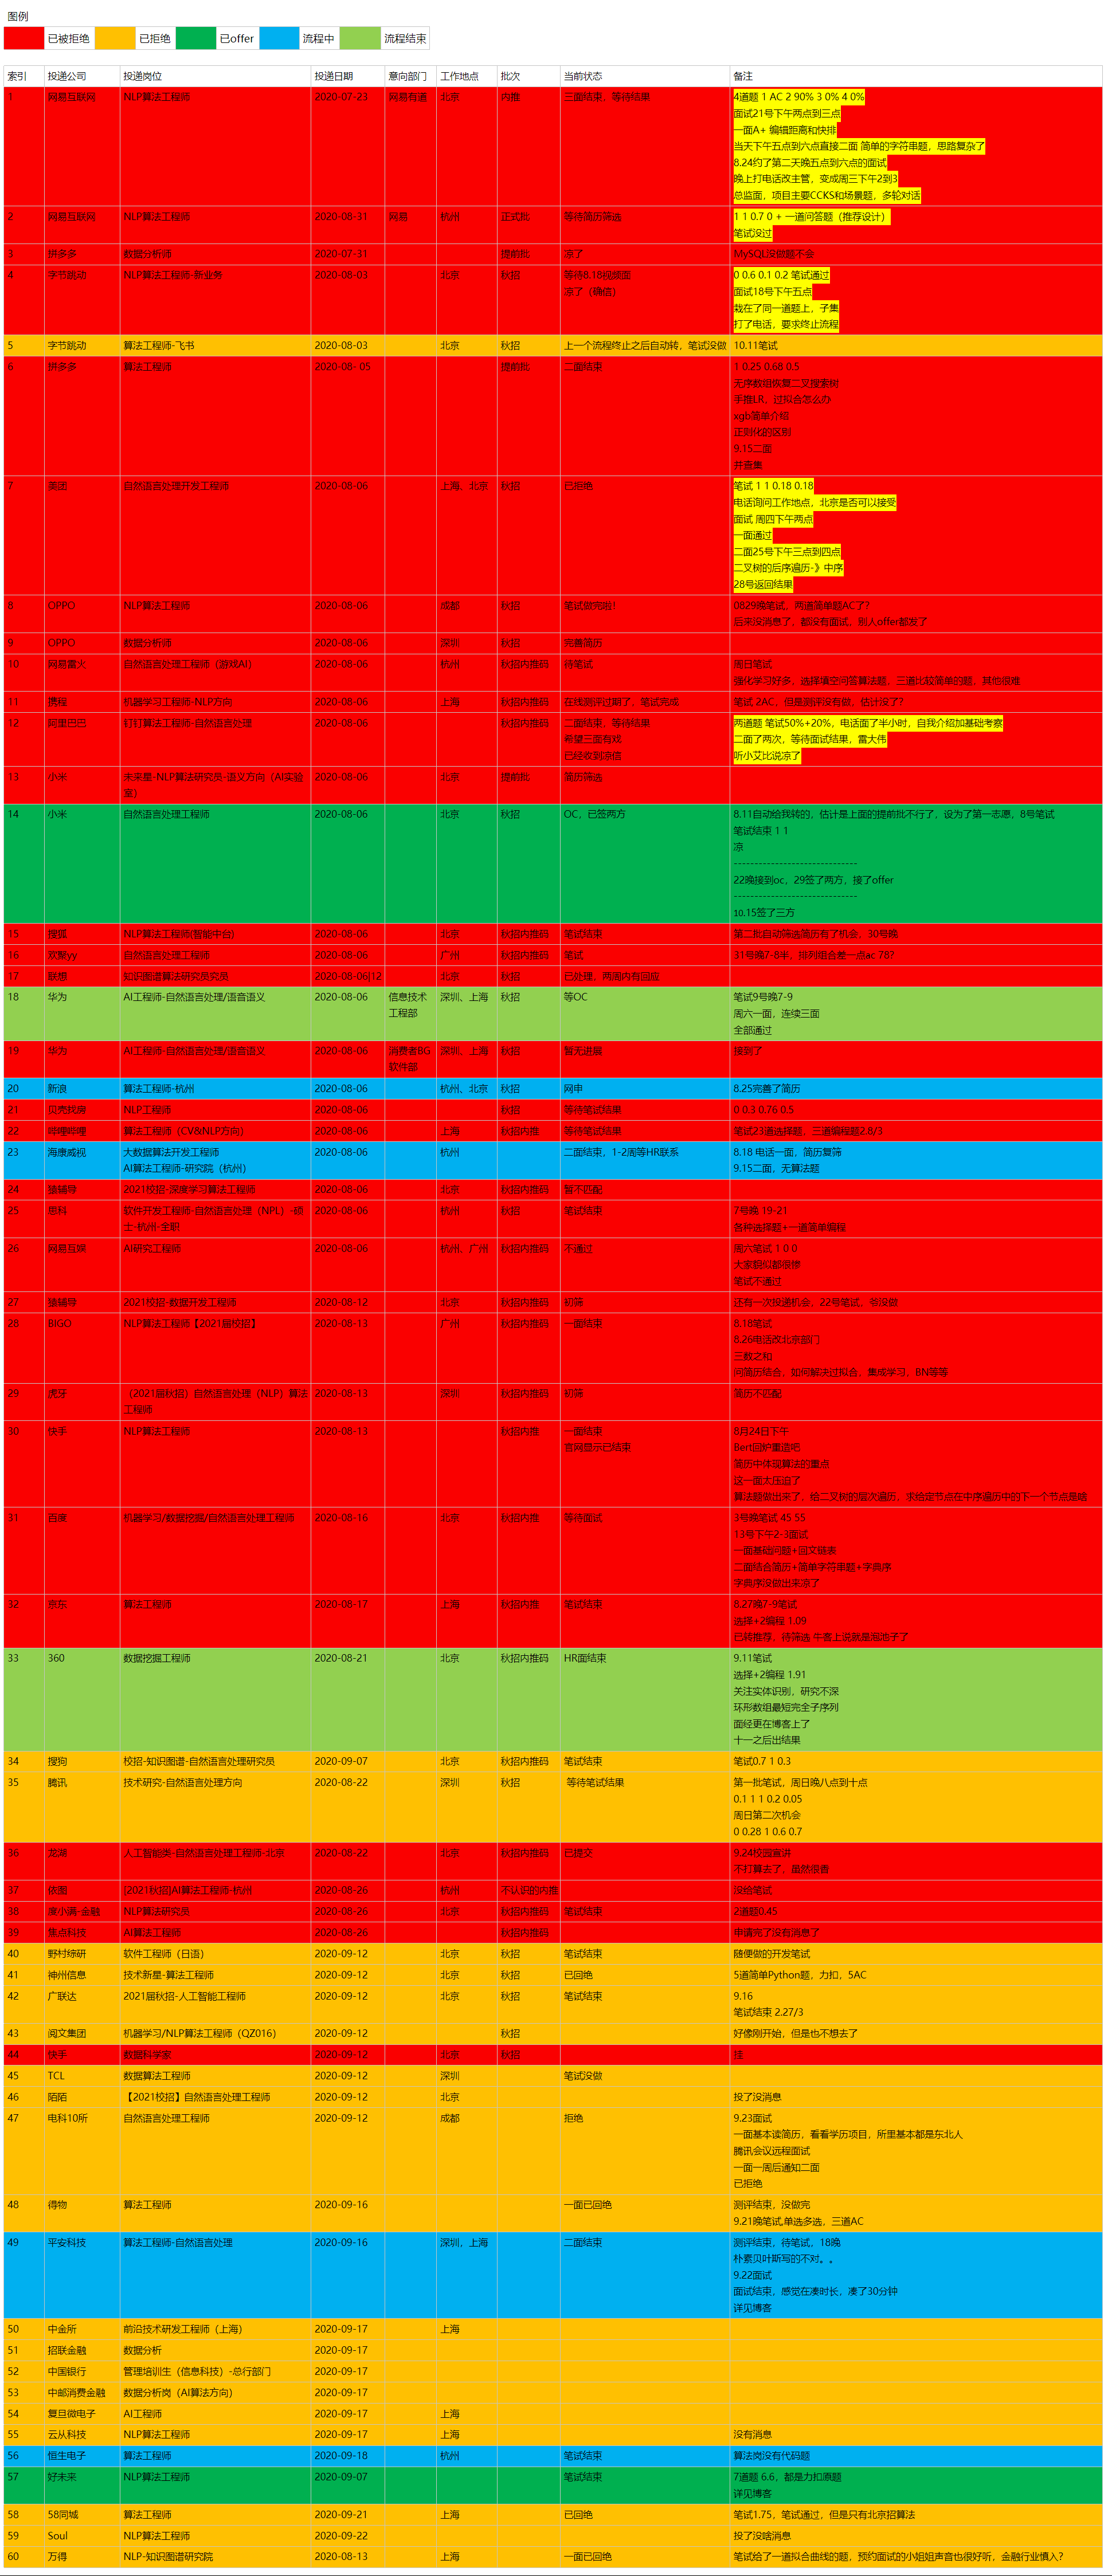 图例
已被拒绝 已拒绝 已offer 流程中 流程结束
索引 投递公司 投递岗位 投递日期 意向部门 工作地点 批次 当前状态 备注
1 网易互联网 NLP算法工程师 2020-07-23 网易有道 北京 内推 三面结束，等待结果 4道题 1 AC 2 90% 3 0% 4 0%
面试21号下午两点到三点
一面A+ 编辑距离和快排
当天下午五点到六点直接二面 简单的字符串题，思路复杂了
8.24约了第二天晚五点到六点的面试
晚上打电话改主管，变成周三下午2到3
总监面，项目主要CCKS和场景题，多轮对话
2 网易互联网 NLP算法工程师 2020-08-31 网易 杭州 正式批 等待简历筛选 1 1 0.7 0 + 一道问答题（推荐设计）
笔试没过
3 拼多多 数据分析师 2020-07-31 提前批 凉了 MySQL没做题不会
4 字节跳动 NLP算法工程师-新业务 2020-08-03 北京 秋招 等待8.18视频面 0 0.6 0.1 0.2 笔试通过
凉了（确信） 面试18号下午五点
栽在了同一道题上，子集
打了电话，要求终止流程
5 字节跳动 算法工程师-飞书 2020-08-03 北京 秋招 上一个流程终止之后自动转，笔试没做 10.11笔试
6 拼多多 算法工程师 2020-08- 05 提前批 二面结束 1 0.25 0.68 0.5
无序数组恢复二叉搜索树
手推LR，过拟合怎么办
xgb简单介绍
正则化的区别
9.15二面
并查集
7 美团 自然语言处理开发工程师 2020-08-06 上海、北京 秋招 已拒绝 笔试 1 1 0.18 0.18
电话询问工作地点，北京是否可以接受
面试 周四下午两点
一面通过
二面25号下午三点到四点
二叉树的后序遍历-》中序
28号返回结果
8 OPPO NLP算法工程师 2020-08-06 成都 秋招 笔试做完啦！ 0829晚笔试，两道简单题AC了？
后来没消息了，都没有面试，别人offer都发了
9 OPPO 数据分析师 2020-08-06 深圳 秋招 完善简历
10 网易雷火 自然语言处理工程师（游戏AI） 2020-08-06 杭州 秋招内推码 待笔试 周日笔试
强化学习好多，选择填空问答算法题，三道比较简单的题，其他很难
11 携程 机器学习工程师-NLP方向 2020-08-06 上海 秋招内推码 在线测评过期了，笔试完成 笔试 2AC，但是测评没有做，估计没了？
12 阿里巴巴 钉钉算法工程师-自然语言处理 2020-08-06 秋招内推码 二面结束，等待结果 两道题 笔试50%+20%，电话面了半小时，自我介绍加基础考察
希望三面有戏 二面了两次，等待面试结果，雷大伟
已经收到凉信 听小艾比说凉了
13 小米 未来星-NLP算法研究员-语义方向（AI实验室） 2020-08-06 北京 提前批 简历筛选
14 小米 自然语言处理工程师 2020-08-06 北京 秋招 OC，已签两方 8.11自动给我转的，估计是上面的提前批不行了，设为了第一志愿，8号笔试
笔试结束 1 1
凉
------------------------------
22晚接到oc，29签了两方，接了offer
------------------------------
10.15签了三方
15 搜狐 NLP算法工程师(智能中台) 2020-08-06 北京 秋招内推码 笔试结束 第二批自动筛选简历有了机会，30号晚
16 欢聚yy 自然语言处理工程师 2020-08-06 广州 秋招内推码 笔试 31号晚7-8半，排列组合差一点ac 78？
17 联想 知识图谱算法研究员究员 2020-08-06|12 北京 秋招 已处理，两周内有回应
18 华为 AI工程师-自然语言处理/语音语义 2020-08-06 信息技术工程部 深圳、上海 秋招 等OC 笔试9号晚7-9
周六一面，连续三面
全部通过
19 华为 AI工程师-自然语言处理/语音语义 2020-08-06 消费者BG软件部 深圳、上海 秋招 暂无进展 接到了
20 新浪 算法工程师-杭州 2020-08-06 杭州、北京 秋招 网申 8.25完善了简历
21 贝壳找房 NLP工程师 2020-08-06 秋招 等待笔试结果 0 0.3 0.76 0.5
22 哔哩哔哩 算法工程师（CV&NLP方向） 2020-08-06 上海 秋招内推 等待笔试结果 笔试23道选择题，三道编程题2.8/3
23 海康威视 大数据算法开发工程师 2020-08-06 杭州 二面结束，1-2周等HR联系 8.18 电话一面，简历复筛
AI算法工程师-研究院（杭州） 9.15二面，无算法题
24 猿辅导 2021校招-深度学习算法工程师 2020-08-06 北京 秋招内推码 暂不匹配
25 思科 软件开发工程师-自然语言处理（NPL）-硕士-杭州-全职 2020-08-06 杭州 秋招 笔试结束 7号晚 19-21
各种选择题+一道简单编程
26 网易互娱 AI研究工程师 2020-08-06 杭州、广州 秋招内推码 不通过 周六笔试 1 0 0
大家貌似都很惨
笔试不通过
27 猿辅导 2021校招-数据开发工程师 2020-08-12 北京 秋招内推码 初筛 还有一次投递机会，22号笔试，爷没做
28 BIGO NLP算法工程师【2021届校招】 2020-08-13 广州 秋招内推码 一面结束 8.18笔试
8.26电话改北京部门
三数之和
问简历结合，如何解决过拟合，集成学习，BN等等
29 虎牙 （2021届秋招）自然语言处理（NLP）算法工程师 2020-08-13 深圳 秋招内推码 初筛 简历不匹配
30 快手 NLP算法工程师 2020-08-13 秋招内推 一面结束 8月24日下午
官网显示已结束 Bert回炉重造吧
简历中体现算法的重点
这一面太压迫了
算法题做出来了，给二叉树的层次遍历，求给定节点在中序遍历中的下一个节点是啥
31 百度 机器学习/数据挖掘/自然语言处理工程师 2020-08-16 北京 秋招内推 等待面试 3号晚笔试 45 55
13号下午2-3面试
一面基础问题+回文链表
二面结合简历+简单字符串题+字典序
字典序没做出来凉了
32 京东 算法工程师 2020-08-17 上海 秋招内推 笔试结束 8.27晚7-9笔试
选择+2编程 1.09
已转推荐，待筛选 牛客上说就是泡池子了
33 360 数据挖掘工程师 2020-08-21 北京 秋招内推码 HR面结束 9.11笔试
选择+2编程 1.91
关注实体识别，研究不深
环形数组最短完全子序列
面经更在博客上了
十一之后出结果
34 搜狗 校招-知识图谱-自然语言处理研究员 2020-09-07 北京 秋招内推码 笔试结束 笔试0.7 1 0.3
35 腾讯 技术研究-自然语言处理方向 2020-08-22 深圳 秋招 等待笔试结果 第一批笔试，周日晚八点到十点
0.1 1 1 0.2 0.05
周日第二次机会
0 0.28 1 0.6 0.7
36 龙湖 人工智能类-自然语言处理工程师-北京 2020-08-22 北京 秋招内推码 已提交 9.24校园宣讲
不打算去了，虽然很香
37 依图 [2021秋招]AI算法工程师-杭州 2020-08-26 杭州 不认识的内推 没给笔试
38 度小满-金融 NLP算法研究员 2020-08-26 北京 秋招内推码 笔试结束 2道题0.45
39 焦点科技 AI算法工程师 2020-08-26 秋招内推码 申请完了没有消息了
40 野村综研 软件工程师（日语） 2020-09-12 北京 秋招 笔试结束 随便做的开发笔试
41 神州信息 技术新星-算法工程师 2020-09-12 北京 秋招 已回绝 5道简单Python题，力扣，5AC
42 广联达 2021届秋招-人工智能工程师 2020-09-12 北京 秋招 笔试结束 9.16
笔试结束 2.27/3
43 阅文集团 机器学习/NLP算法工程师（QZ016） 2020-09-12 秋招 好像刚开始，但是也不想去了
44 快手 数据科学家 2020-09-12 北京 秋招 挂
45 TCL 数据算法工程师 2020-09-12 深圳 笔试没做
46 陌陌 【2021校招】自然语言处理工程师 2020-09-12 北京 投了没消息
47 电科10所 自然语言处理工程师 2020-09-12 成都 拒绝 9.23面试
一面基本读简历，看看学历项目，所里基本都是东北人
腾讯会议远程面试
一面一周后通知二面
已拒绝
48 得物 算法工程师 2020-09-16 一面已回绝 测评结束，没做完
9.21晚笔试,单选多选，三道AC
49 平安科技 算法工程师-自然语言处理 2020-09-16 深圳，上海 二面结束 测评结束，待笔试，18晚
朴素贝叶斯写的不对。。
9.22面试
面试结束，感觉在凑时长，凑了30分钟
详见博客
50 中金所 前沿技术研发工程师（上海） 2020-09-17 上海
51 招联金融 数据分析 2020-09-17
52 中国银行 管理培训生（信息科技）-总行部门 2020-09-17
53 中邮消费金融 数据分析岗（AI算法方向） 2020-09-17
54 复旦微电子 AI工程师 2020-09-17 上海
55 云从科技 NLP算法工程师 2020-09-17 上海 没有消息
56 恒生电子 算法工程师 2020-09-18 杭州 笔试结束 算法岗没有代码题
57 好未来 NLP算法工程师 2020-09-07 笔试结束 7道题 6.6，都是力扣原题
详见博客
58 58同城 算法工程师 2020-09-21 上海 已回绝 笔试1.75，笔试通过，但是只有北京招算法
59 Soul NLP算法工程师 2020-09-22 投了没啥消息
60 万得 NLP-知识图谱研究院 2020-08-13 上海 一面已回绝 笔试给了一道拟合曲线的题，预约面试的小姐姐声音也很好听，金融行业慎入？